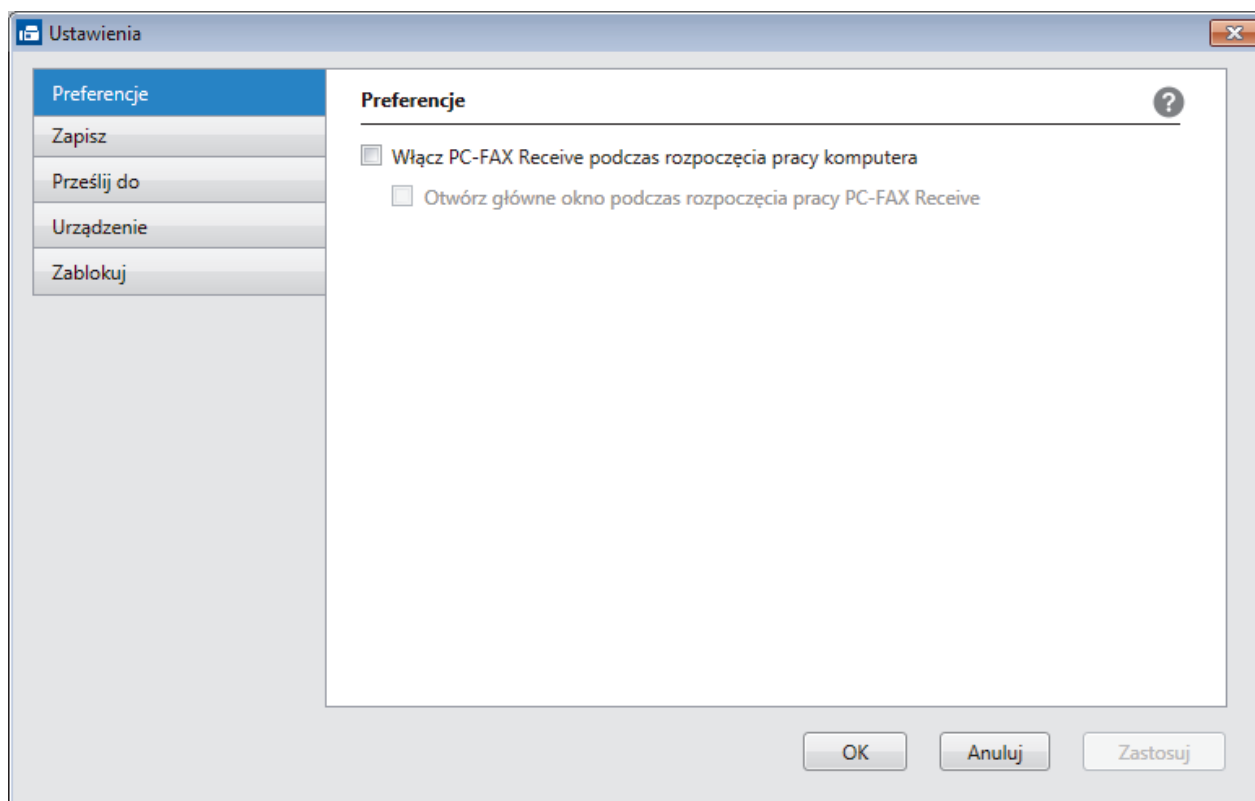 Ustawienia
Preferencje
Zapisz
Prześlij do
Urządzenie
Zablokuj
Preferencje
?
Włącz PC-FAX Receive podczas rozpoczęcia pracy komputera
Otwórz główne okno podczas rozpoczęcia pracy PC-FAX Receive
OK
Anuluj
Zastosuj